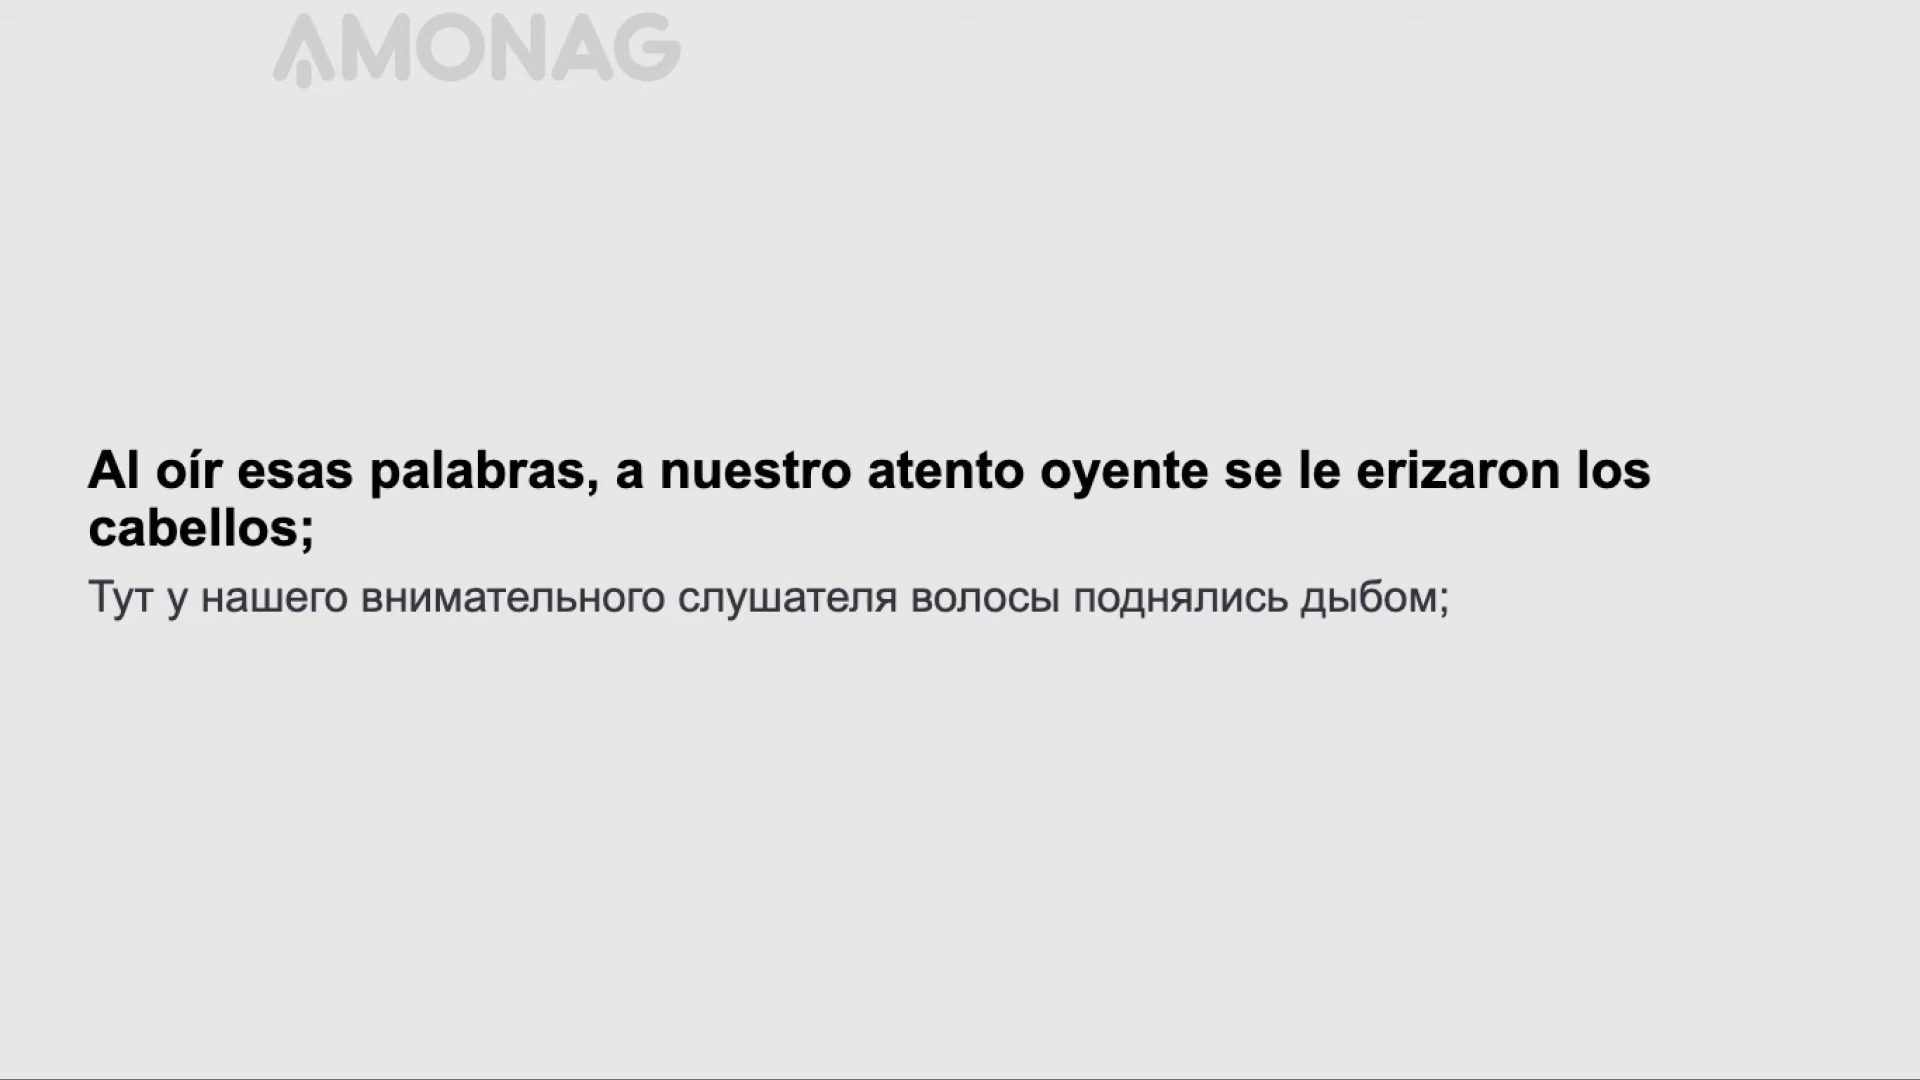 AMONAG
Al oír esas palabras, a nuestro atento oyente se le erizaron los
cabellos;
Тут у нашего внимательного слушателя волосы поднялись дыбом;